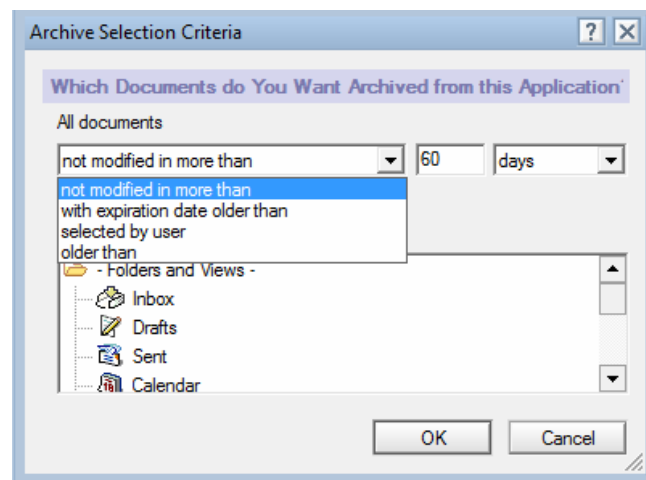 Archive Selection Criteria
Which Documents do You Want Archived from this Application
All documents
not modified in more than 60 days
not modified in more than
with expiration date older than
selected by user
older than
- Folders and Views -
Inbox
Drafts
Sent
16
Calendar
OK Cancel